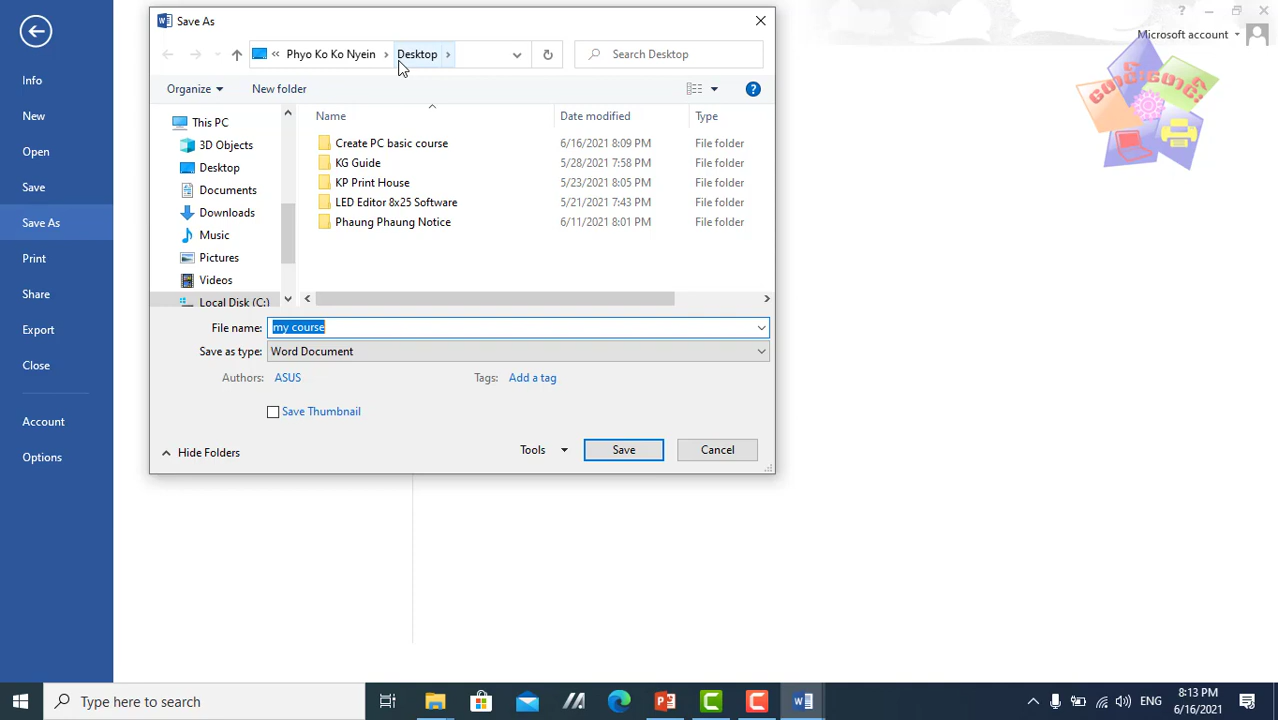 Save As
Microsoft account
Phyo Ko Ko Nyein
Desktop
Search Desktop
Organize
New folder
Info
New
Open
Save
Save As
Print
Share
Export
Close
Account
Options
This PC
3D Objects
Desktop
Documents
Downloads
Music
Pictures
Videos
Local Disk (C:)
Name Date modified Type
Create PC basic course 6/16/2021 8:09 PM File folder
KG Guide 5/28/2021 7:58 PM File folder
KP Print House 5/23/2021 8:05 PM File folder
LED Editor 8x25 Software 5/21/2021 7:43 PM File folder
Phaung Phaung Notice 6/11/2021 8:01 PM File folder
File name: my course
Save as type: Word Document
Authors: ASUS Tags: Add a tag
Save Thumbnail
Hide Folders Tools Save Cancel
Type here to search
ENG
8:13 PM
6/16/2021